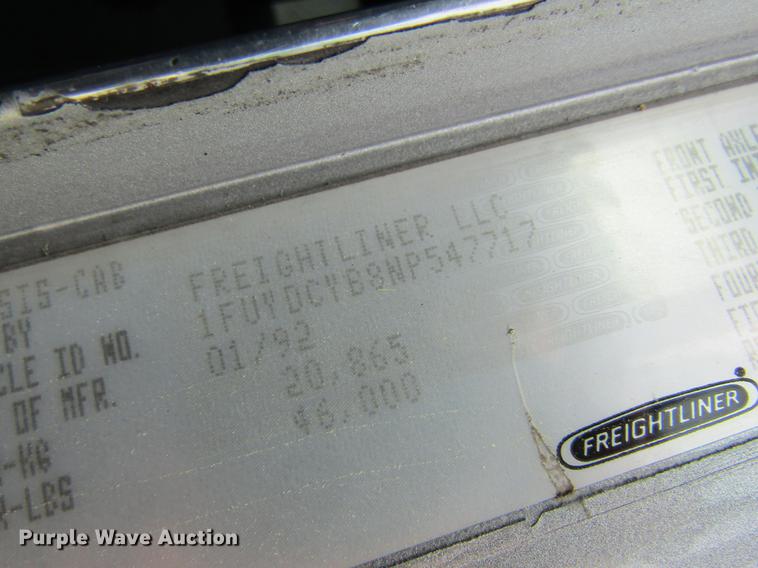 SIS-CAB FREIGHTLINER LLC
BY
CLE ID NO. 1FUYDCYB8NP547717
OF MFR. 01/92
-KG 20,865
-LBS 46,000
FRONT AXLE
FIRST INT
SECOND
THIRD
FOUR
FREIGHTLINER
Purple Wave Auction